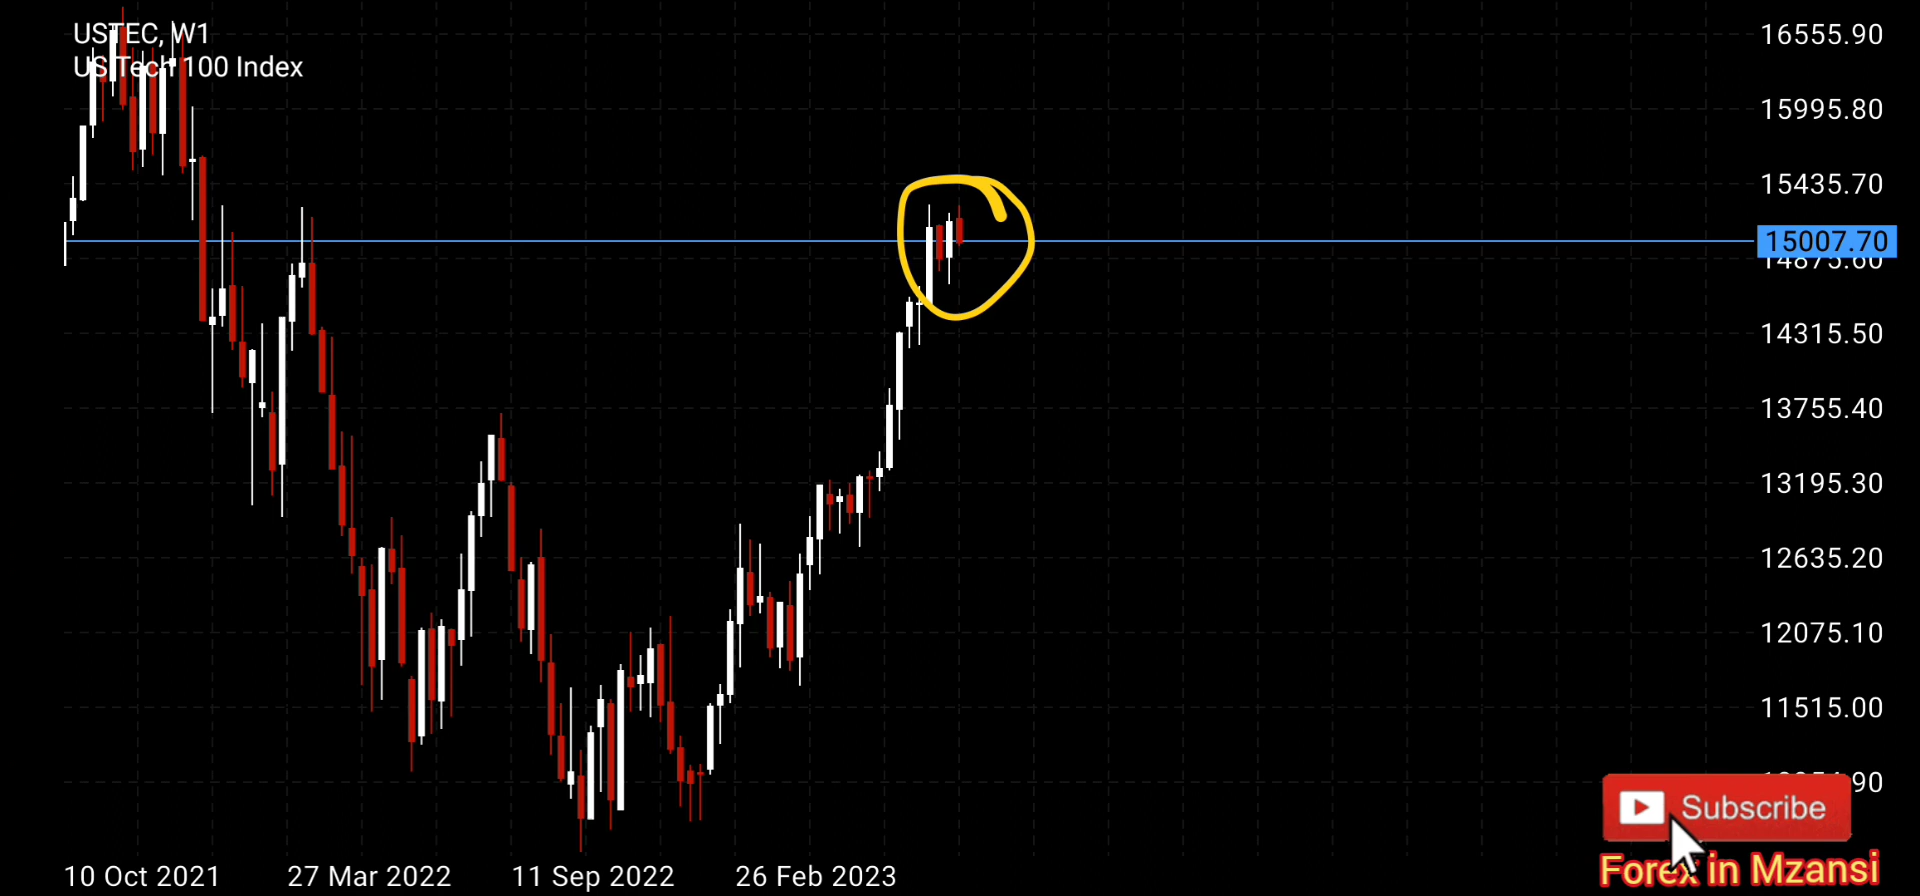 USTEC, W1
US Tech 100 Index
16555.90
15995.80
15435.70
15007.70
14875.60
14315.50
13755.40
13195.30
12635.20
12075.10
11515.00
10 Oct 2021
27 Mar 2022
11 Sep 2022
26 Feb 2023
Subscribe
Forex in Mzansi